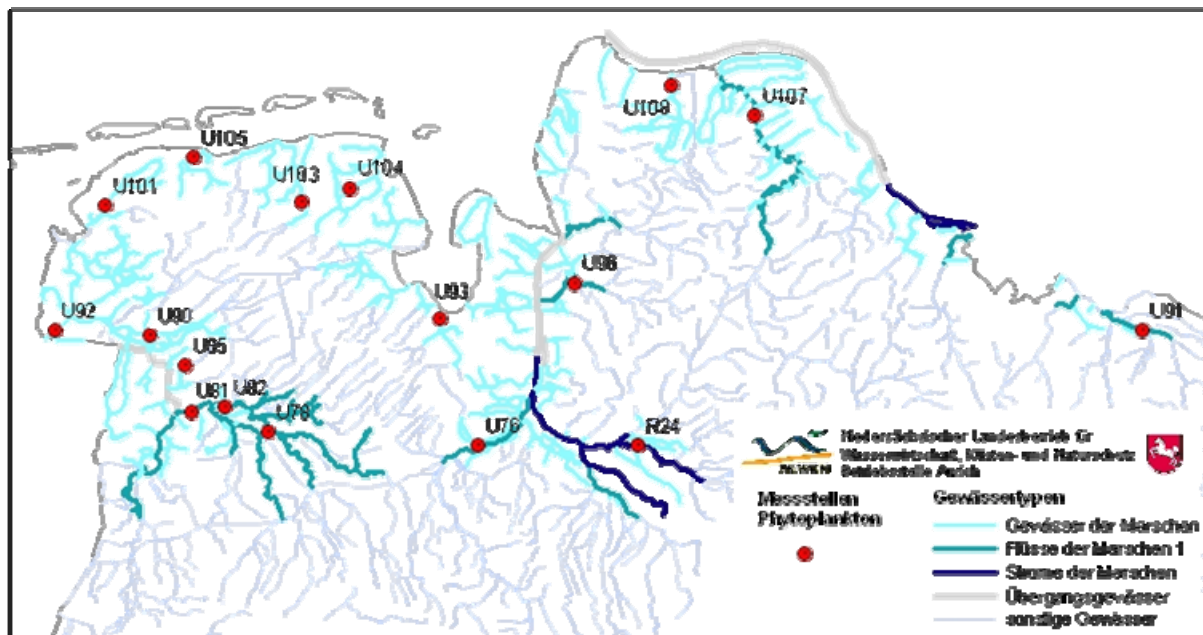 U105
U101
U103
U104
U109
U107
U92
U90
U95
U81
U82
U78
U93
U98
U76
R24
U91
Niedersächsischer Landesbetrieb für
Wasserwirtschaft, Küsten- und Naturschutz
Betriebsstelle Aurich
NLWKN
Messstellen
Phytoplankton
Gewässertypen
Gewässer der Marschen
Flüsse der Marschen 1
Ströme der Marschen
Übergangsgewässer
sonstige Gewässer